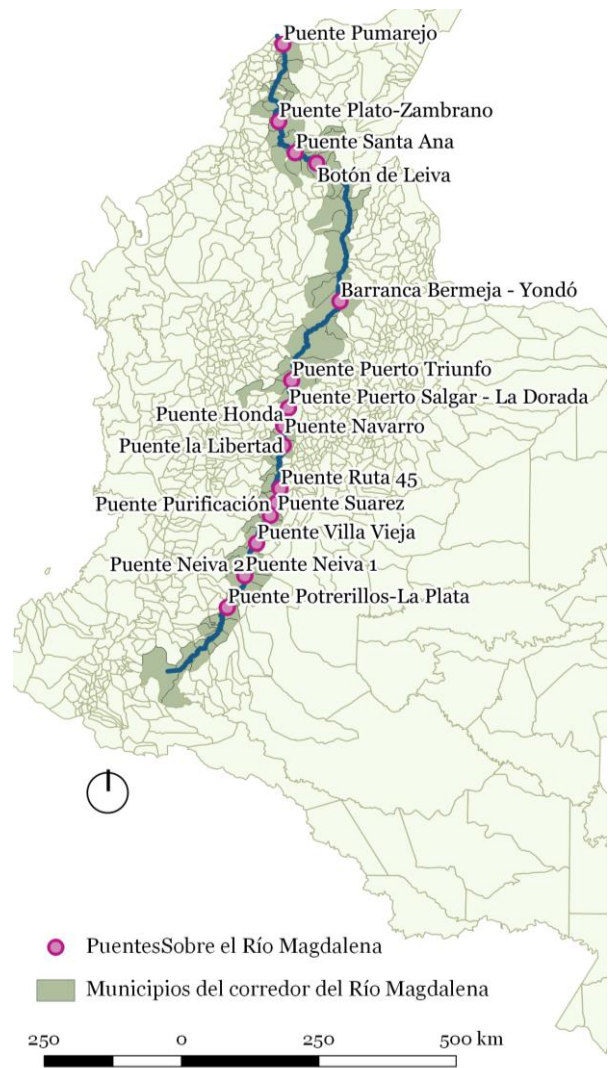 Puente Pumarejo
Puente Plato-Zambrano
Puente Santa Ana
Botón de Leiva
Barranca Bermeja - Yondó
Puente Puerto Triunfo
Puente Puerto Salgar - La Dorada
Puente Honda
Puente Navarro
Puente la Libertad
Puente Ruta 45
Puente Purificación
Puente Suarez
Puente Villa Vieja
Puente Neiva 2
Puente Neiva 1
Puente Potrerillos-La Plata
PuentesSobre el Río Magdalena
Municipios del corredor del Río Magdalena
250 0 250 500 km